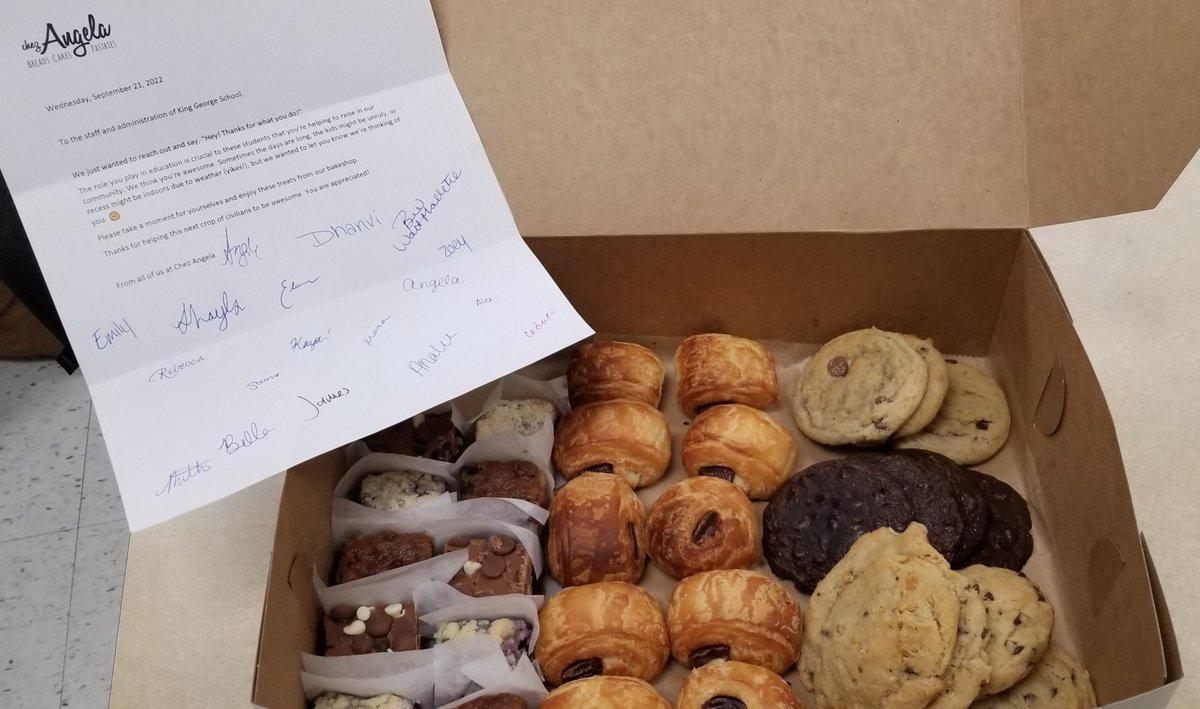 chez Angela
BREADS CAKES PASTRIES
Wednesday, September 21, 2022
To the staff and administration of King George School,
We just wanted to reach out and say, "Hey! Thanks for what you do!"
The role you play in education is crucial to these students that you're helping to raise in our
community. We think you're awesome. Sometimes the days are long, the kids might be unruly, or
recess might be indoors due to weather (yikes!), but we wanted to let you know we're thinking of
you. 😊
Please take a moment for yourselves and enjoy these treats from our bakeshop.
Thanks for helping this next crop of civilians to be awesome. You are appreciated!
From all of us at Chez Angela
Dhanvi
Emily Shayla angela Zoey
Rebecca Kaya! Alex
James
Bella